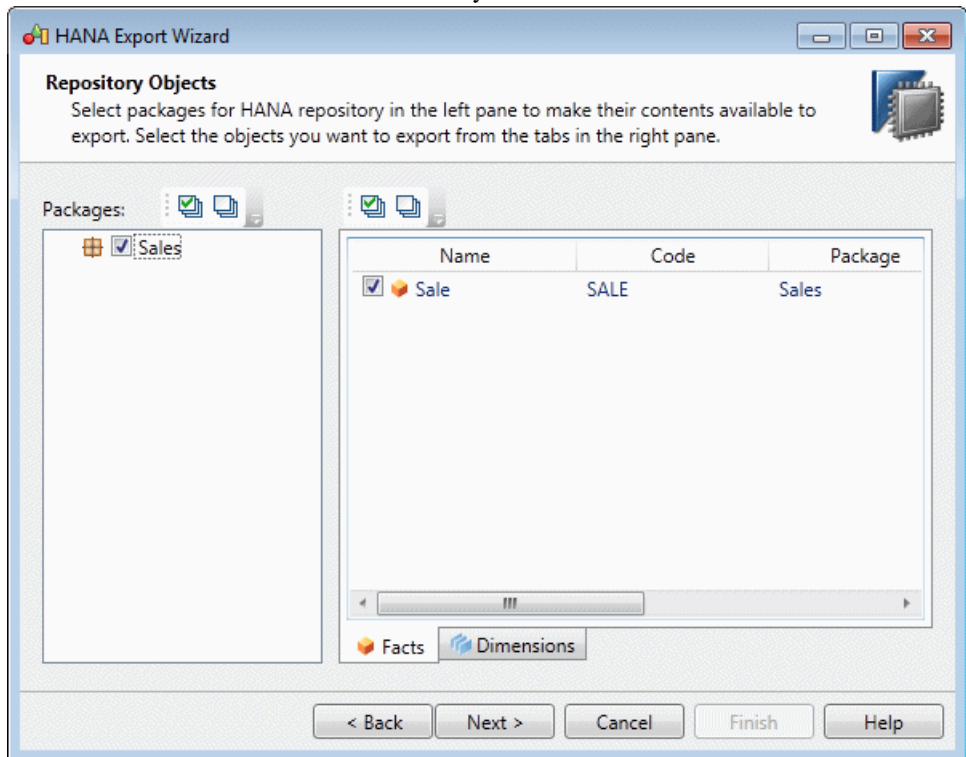 HANA Export Wizard
Repository Objects
Select packages for HANA repository in the left pane to make their contents available to
export. Select the objects you want to export from the tabs in the right pane.
Packages:
Sales
Name Code Package
Sale SALE Sales
Facts Dimensions
< Back Next > Cancel Finish Help